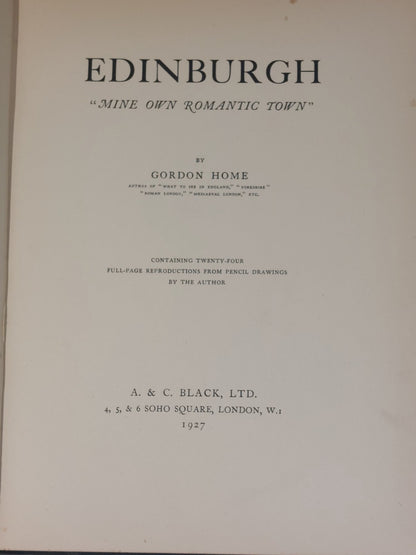 EDINBURGH
“MINE OWN ROMANTIC TOWN”
BY
GORDON HOME
AUTHOR OF “WHAT TO SEE IN ENGLAND,” “YORKSHIRE”
“ROMAN LONDON,” “MEDIAEVAL LONDON,” ETC.
CONTAINING TWENTY-FOUR
FULL-PAGE REPRODUCTIONS FROM PENCIL DRAWINGS
BY THE AUTHOR
A. & C. BLACK, LTD.
4, 5, & 6 SOHO SQUARE, LONDON, W.1
1927